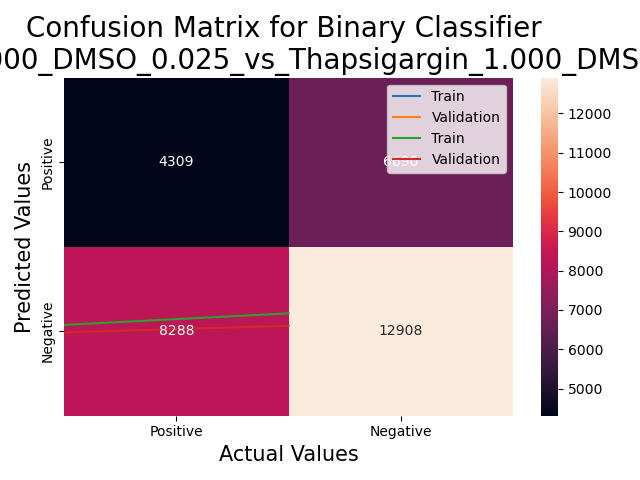 Confusion Matrix for Binary Classifier
000_DMSO_0.025_vs_Thapsigargin_1.000_DMS
Train
Validation
Train
Validation
4309
8288
12908
Positive
Negative
Predicted Values
Positive
Negative
Actual Values
12000
11000
10000
9000
8000
7000
6000
5000